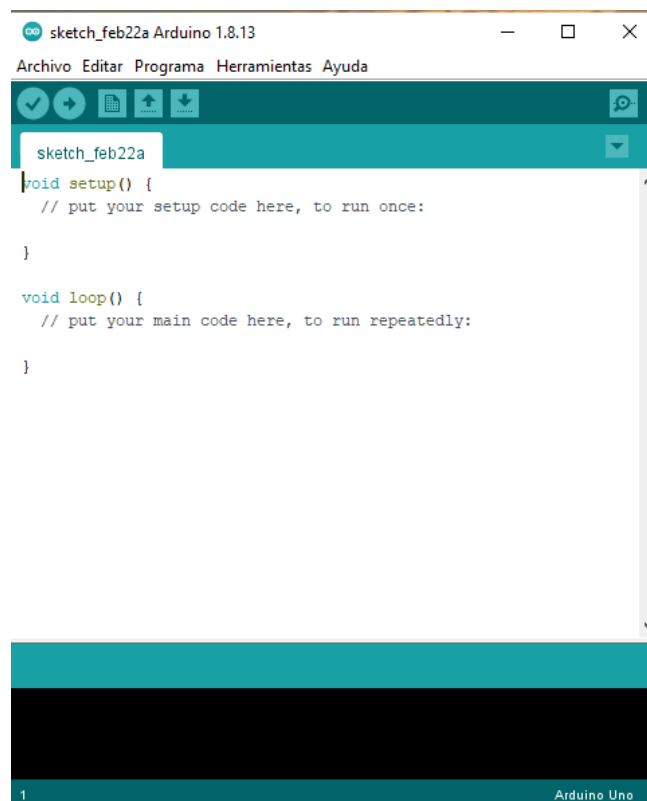 sketch_feb22a Arduino 1.8.13
Archivo Editar Programa Herramientas Ayuda
sketch_feb22a
void setup() {
  // put your setup code here, to run once:
}
void loop() {
  // put your main code here, to run repeatedly:
}
1 Arduino Uno